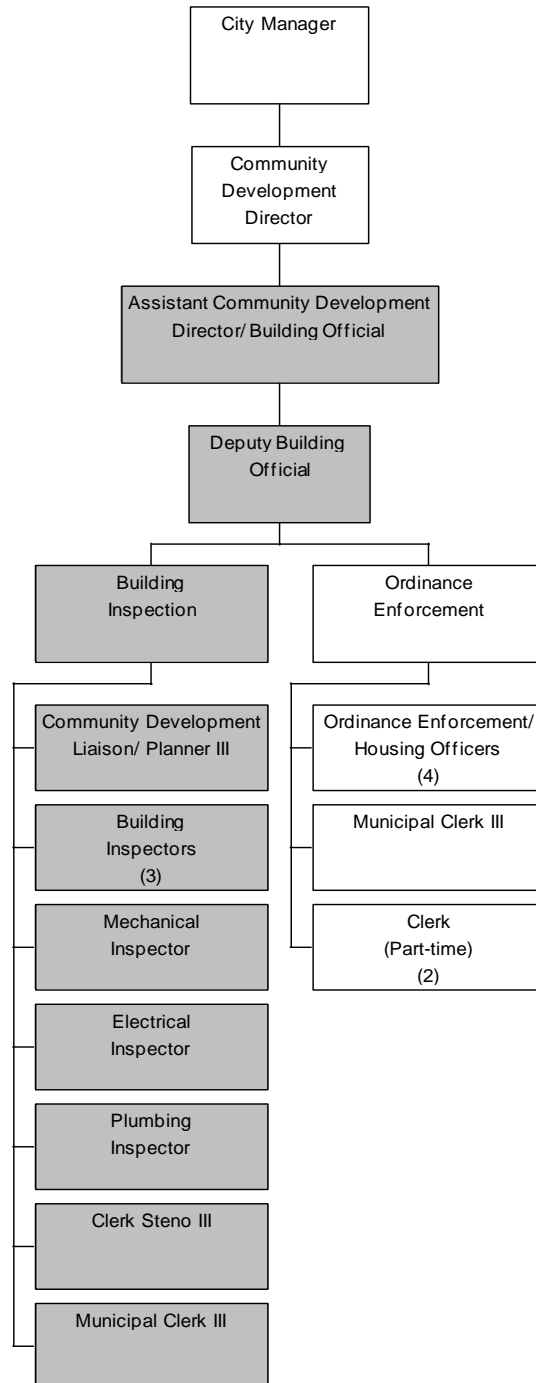 City Manager
Community
Development
Director
Assistant Community Development
Director/ Building Official
Deputy Building
Official
Building
Inspection
Community Development
Liaison/ Planner III
Building
Inspectors
(3)
Mechanical
Inspector
Electrical
Inspector
Plumbing
Inspector
Clerk Steno III
Municipal Clerk III
Ordinance
Enforcement
Ordinance Enforcement/
Housing Officers
(4)
Municipal Clerk III
Clerk
(Part-time)
(2)